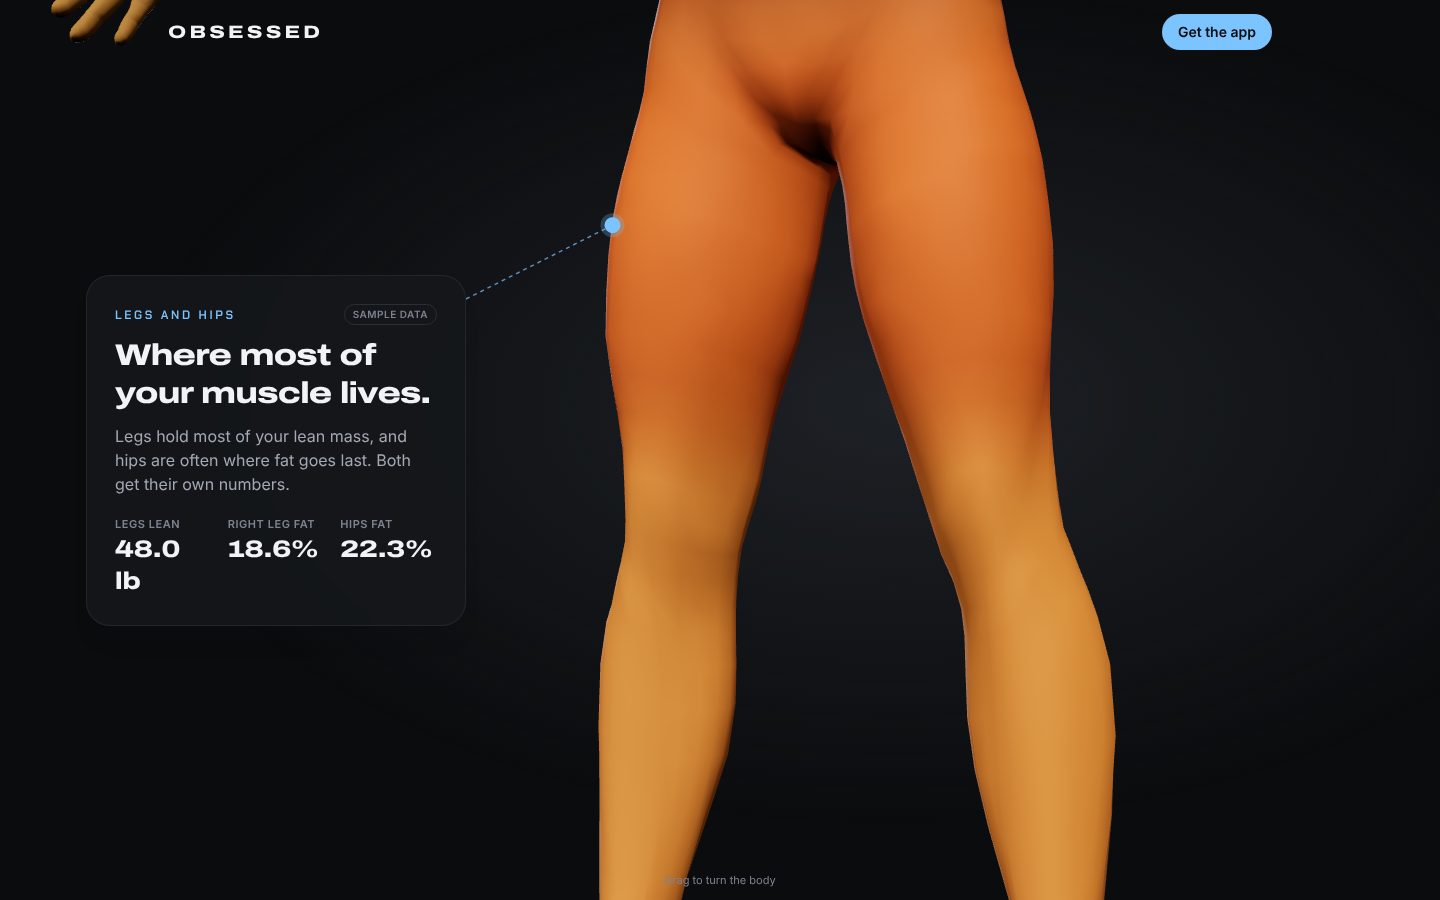 OBSESSED
Get the app
LEGS AND HIPS
SAMPLE DATA
Where most of
your muscle lives.
Legs hold most of your lean mass, and
hips are often where fat goes last. Both
get their own numbers.
LEGS LEAN
48.0
lb
RIGHT LEG FAT
18.6%
HIPS FAT
22.3%
Drag to turn the body